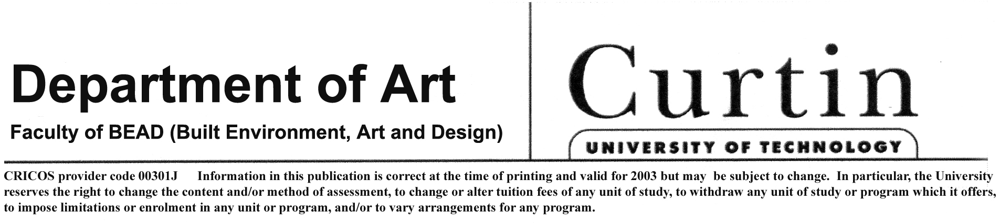 Department of Art
Faculty of BEAD (Built Environment, Art and Design)
Curtin
UNIVERSITY OF TECHNOLOGY
CRICOS provider code 00301J Information in this publication is correct at the time of printing and valid for 2003 but may be subject to change. In particular, the University
reserves the right to change the content and/or method of assessment, to change or alter tuition fees of any unit of study, to withdraw any unit of study or program which it offers,
to impose limitations or enrolment in any unit or program, and/or to vary arrangements for any program.